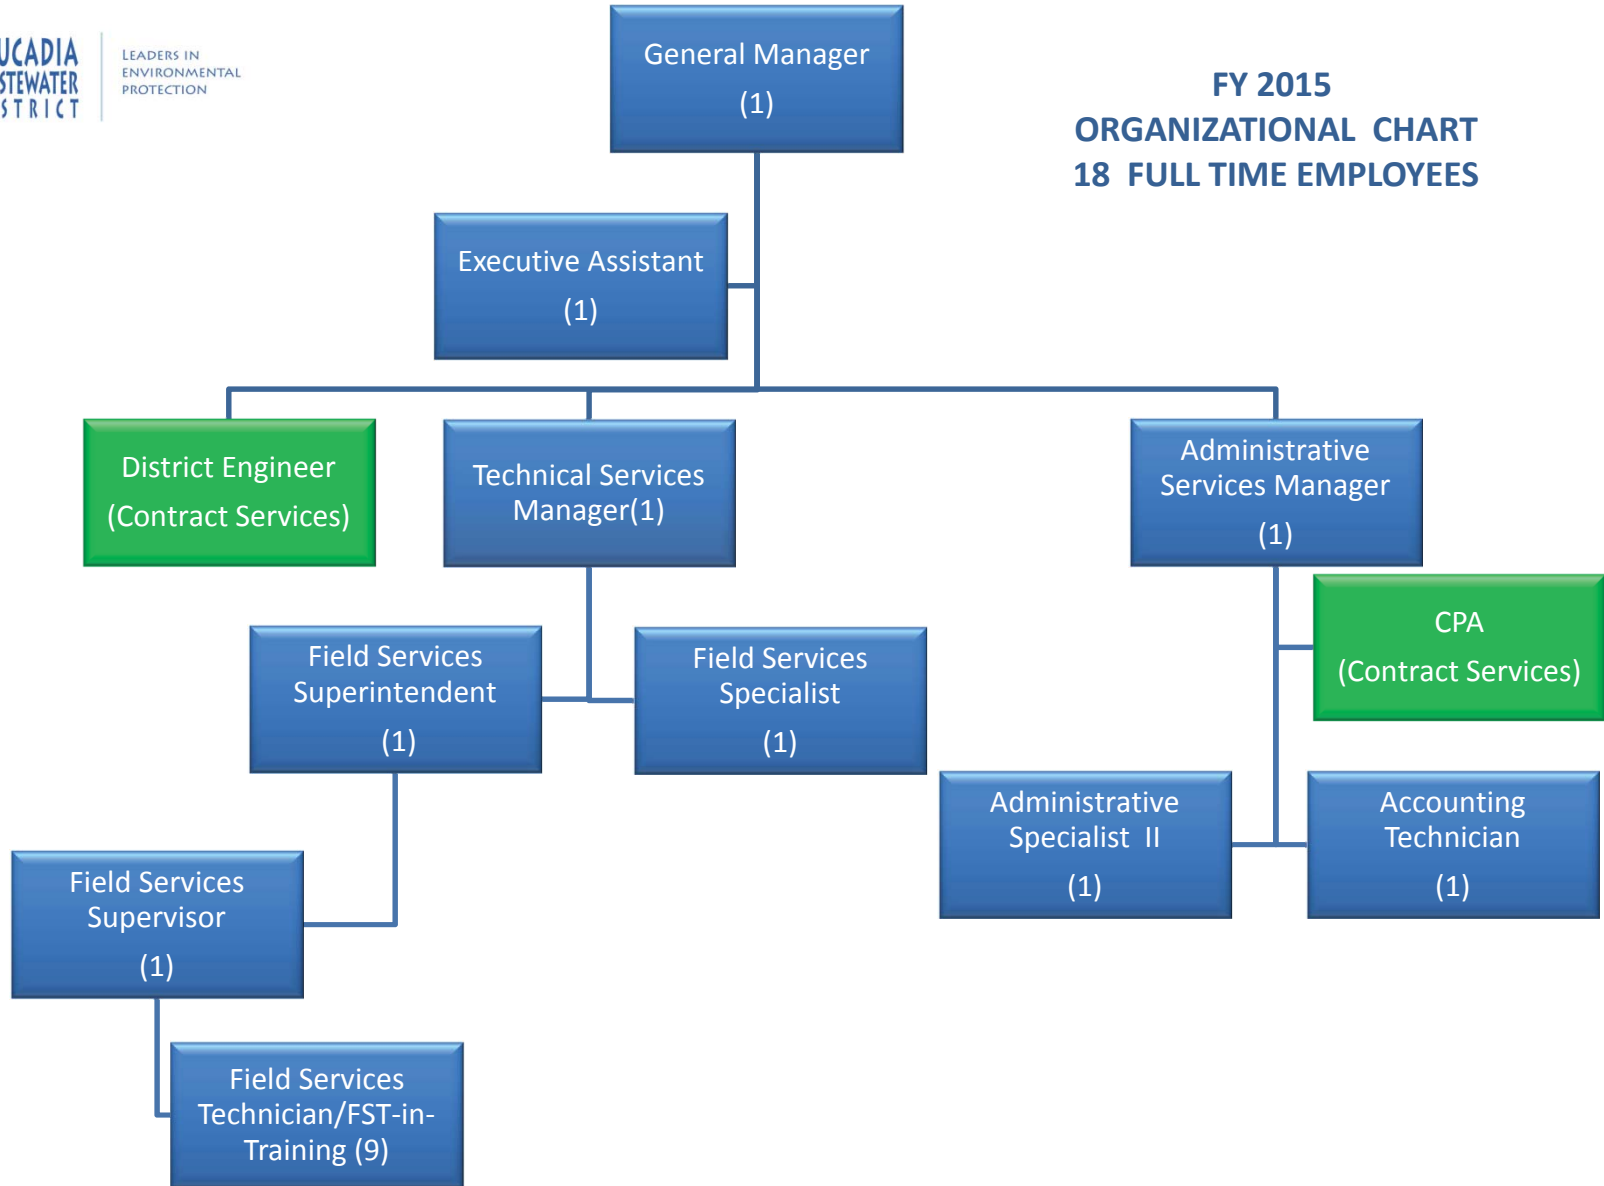 UCADIA
STEWATER
STRICT
LEADERS IN
ENVIRONMENTAL
PROTECTION
General Manager
(1)
FY 2015
ORGANIZATIONAL CHART
18 FULL TIME EMPLOYEES
Executive Assistant
(1)
District Engineer
(Contract Services)
Technical Services
Manager(1)
Administrative
Services Manager
(1)
CPA
(Contract Services)
Field Services
Superintendent
(1)
Field Services
Specialist
(1)
Administrative
Specialist II
(1)
Accounting
Technician
(1)
Field Services
Supervisor
(1)
Field Services
Technician/FST-in-
Training (9)